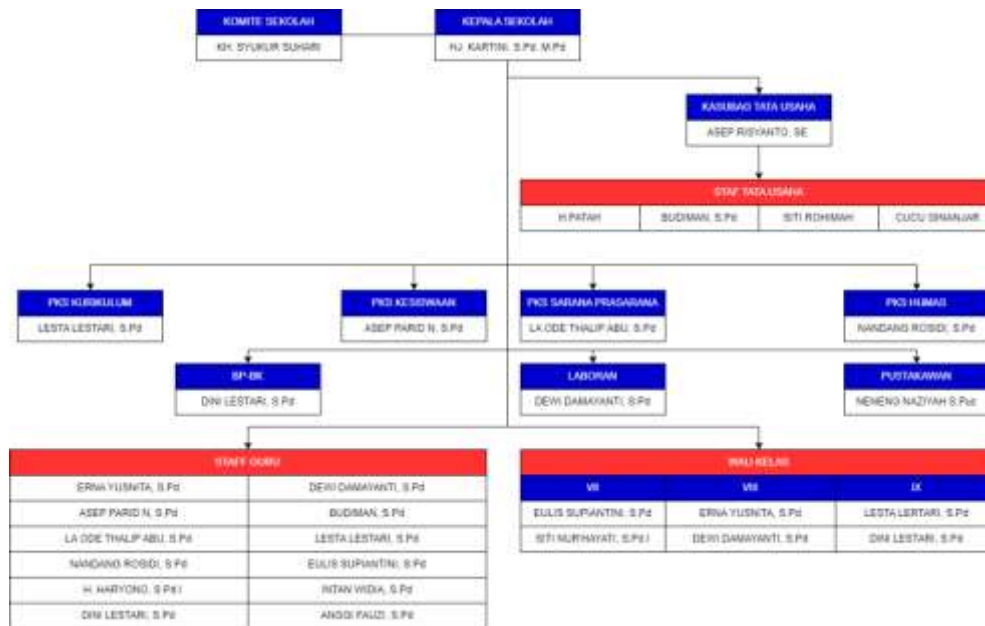 KOMITE SEKOLAH
KEPALA SEKOLAH
KH. SYUKUR SUHARI
HJ. KARTINI, S.Pd, M.Pd
KASUBAG TATA USAHA
ASEP RISYANTO, SE
STAF TATA USAHA
H.PATAH
BUDIMAN, S.Pd
SITI ROHIMAH
CUCU GINANJAR
PKS KURIKULUM
PKS KESISWAAN
PKS SARANA PRASARANA
PKS HUMAS
LESTA LESTARI, S.Pd
ASEP PARID N, S.Pd
LA ODE THALIP ABU, S.Pd
NANDANG ROSIDI, S.Pd
BP-BK
LABORAN
PUSTAKAWAN
DINI LESTARI, S.Pd
DEWI DAMAYANTI, S.Pd
NENENG NAZIYAH
STAFF GURU
ERNA YUSNITA, S.Pd
DEWI DAMAYANTI, S.Pd
ASEP PARID N, S.Pd
BUDIMAN, S.Pd
LA ODE THALIP ABU, S.Pd
LESTA LESTARI, S.Pd
NANDANG ROSIDI, S.Pd
EULIS SUPIANTINI, S.Pd
H. HARYONO, S.Pd.I
INTAN WIDIA, S.Pd
DINI LESTARI, S.Pd
ANGGI FAUZI, S.Pd
WALI KELAS
VII
VIII
IX
EULIS SUPIANTINI, S.Pd
ERNA YUSNITA, S.Pd
LESTA LERTARI, S.Pd
SITI NUR'HAYATI, S.Pd.I
DEWI DAMAYANTI, S.Pd
DINI LESTARI, S.Pd